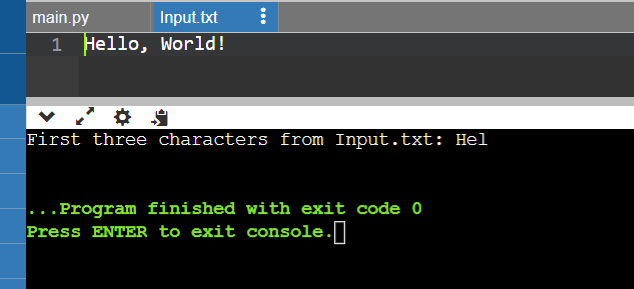 main.py Input.txt
1 Hello, World!
First three characters from Input.txt: Hel
...Program finished with exit code 0
Press ENTER to exit console.